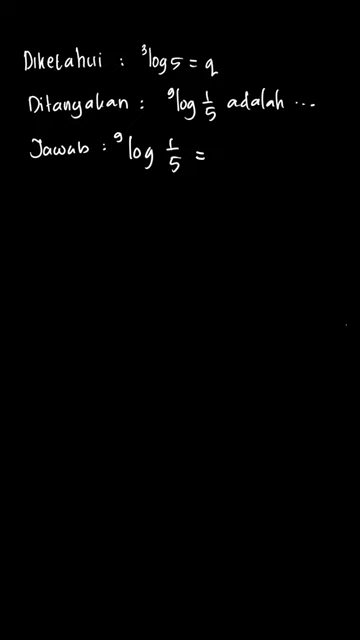 Diketahui : ³log 5 = q
Ditanyakan : ⁹log 1/5 adalah ...
Jawab : ⁹log 1/5 =